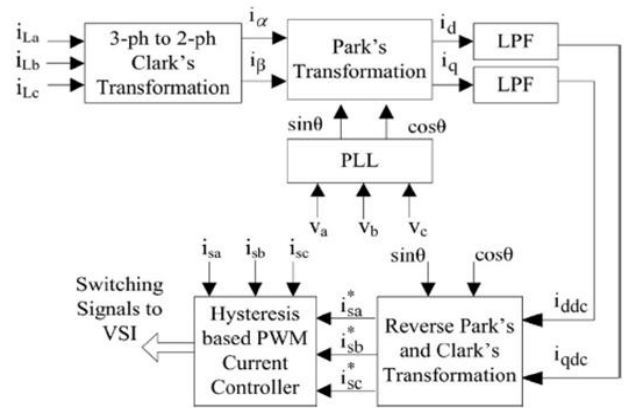 iLa
iLb
iLc
3-ph to 2-ph
Clark's
Transformation
iα
iβ
Park's
Transformation
id
iq
LPF
LPF
sinθ
cosθ
PLL
va
vb
vc
isa
isb
isc
sinθ
cosθ
Switching
Signals to
VSI
Hysteresis
based PWM
Current
Controller
i*sa
i*sb
i*sc
Reverse Park's
and Clark's
Transformation
iddc
iqdc